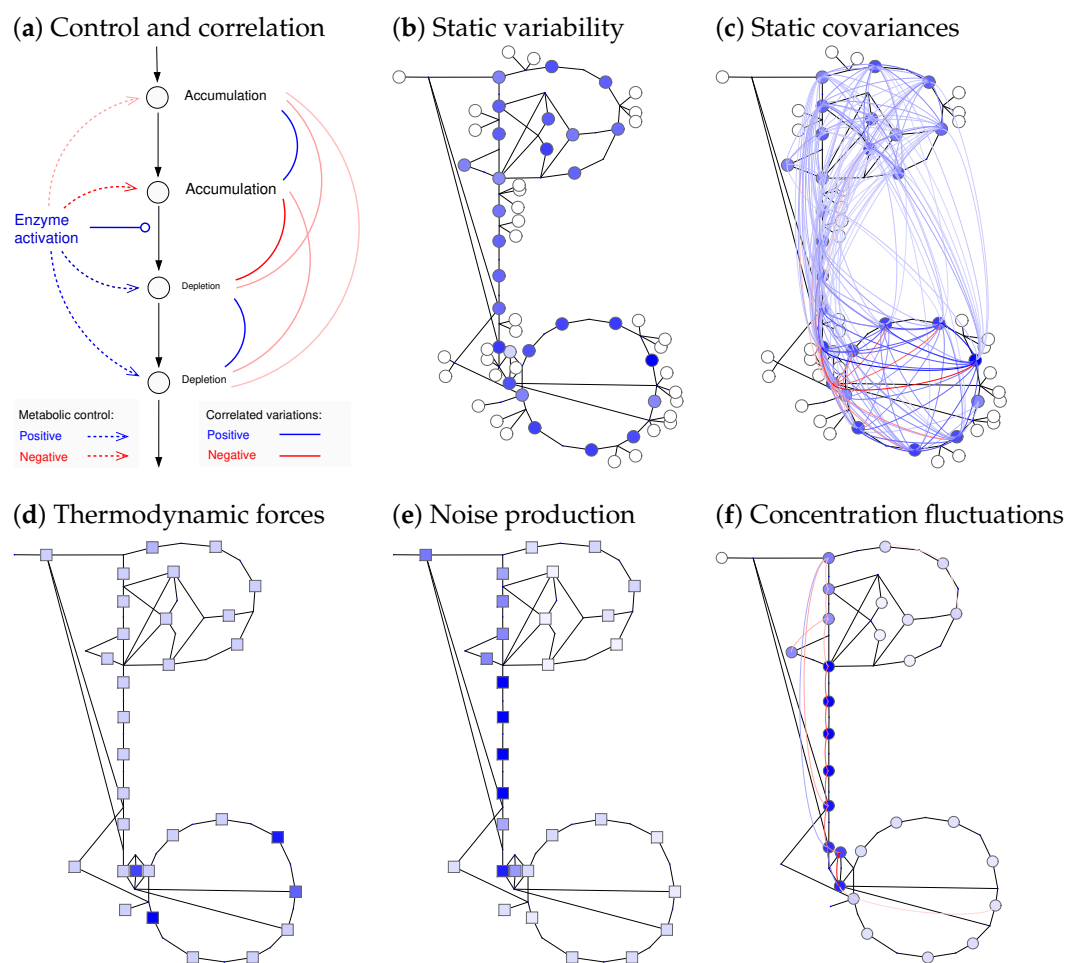 (a) Control and correlation
Accumulation
Accumulation
Enzyme
activation
Depletion
Depletion
Metabolic control:
Positive
Negative
Correlated variations:
Positive
Negative
(b) Static variability
(c) Static covariances
(d) Thermodynamic forces
(e) Noise production
(f) Concentration fluctuations